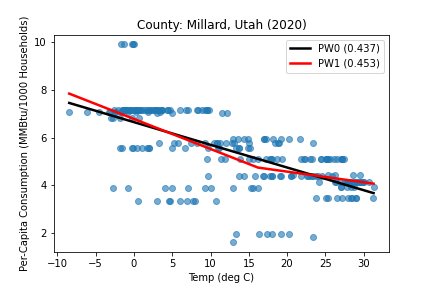 County: Millard, Utah (2020)
PW0 (0.437)
PW1 (0.453)
Per-Capita Consumption (MMBtu/1000 Households)
10
8
6
4
2
−10 −5 0 5 10 15 20 25 30
Temp (deg C)